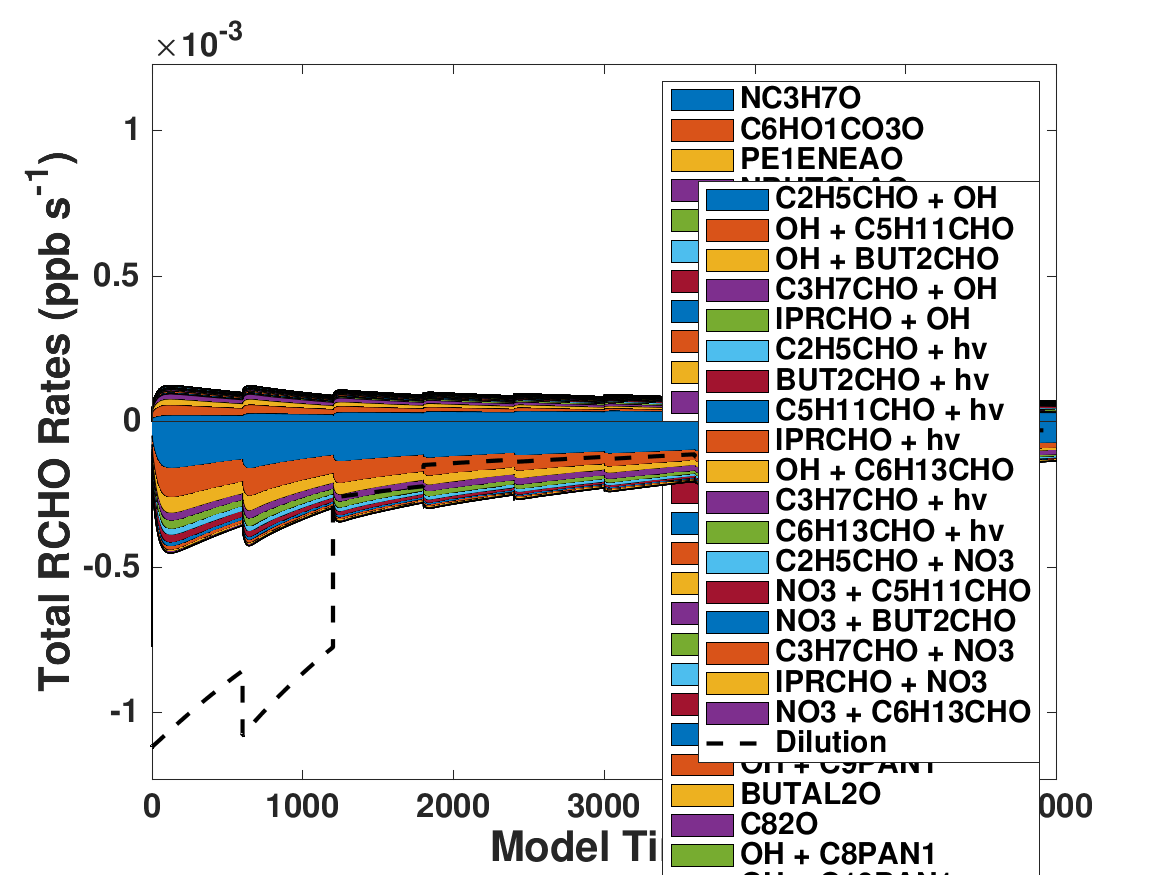 ×10-3
1
0.5
0
-0.5
-1
Total RCHO Rates (ppb s-1)
NC3H7O
C6HO1CO3O
PE1ENEAO
C2H5CHO + OH
OH + C5H11CHO
OH + BUT2CHO
C3H7CHO + OH
IPRCHO + OH
C2H5CHO + hv
BUT2CHO + hv
C5H11CHO + hv
IPRCHO + hv
OH + C6H13CHO
C3H7CHO + hv
C6H13CHO + hv
C2H5CHO + NO3
NO3 + C5H11CHO
NO3 + BUT2CHO
C3H7CHO + NO3
IPRCHO + NO3
NO3 + C6H13CHO
Dilution
OH + C9PAN1
BUTAL2O
C82O
OH + C8PAN1
0 1000 2000 3000 000
Model Ti